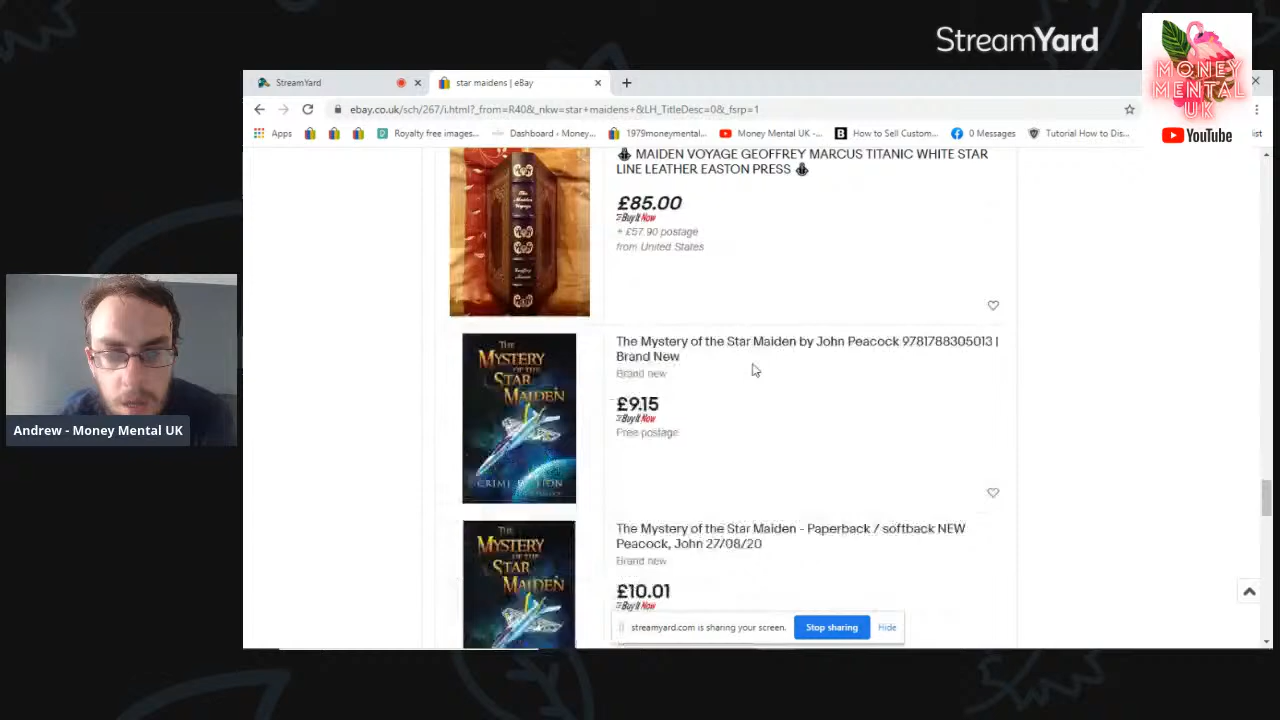 StreamYard
MONEY
MENTAL
UK
YouTube
StreamYard
star maidens | eBay
ebay.co.uk/sch/267/i.html?_from=R40&_nkw=star+maidens+&LH_TitleDesc=0&_fsrp=1
Apps
Royalty free images...
Dashboard ‹ Money...
1979moneymental...
Money Mental UK -...
How to Sell Custom...
0 Messages
Tutorial How to Dis...
MAIDEN VOYAGE GEOFFREY MARCUS TITANIC WHITE STAR
LINE LEATHER EASTON PRESS
£85.00
Buy It Now
+ £57.90 postage
from United States
The Mystery of the Star Maiden by John Peacock 9781788305013 |
Brand New
Brand new
£9.15
Buy It Now
Free postage
THE
MYSTERY
OF THE
STAR
MAIDEN
The Mystery of the Star Maiden - Paperback / softback NEW
Peacock, John 27/08/20
Brand new
£10.01
Buy It Now
THE
MYSTERY
OF THE
STAR
MAIDEN
streamyard.com is sharing your screen.
Stop sharing
Hide
Andrew - Money Mental UK